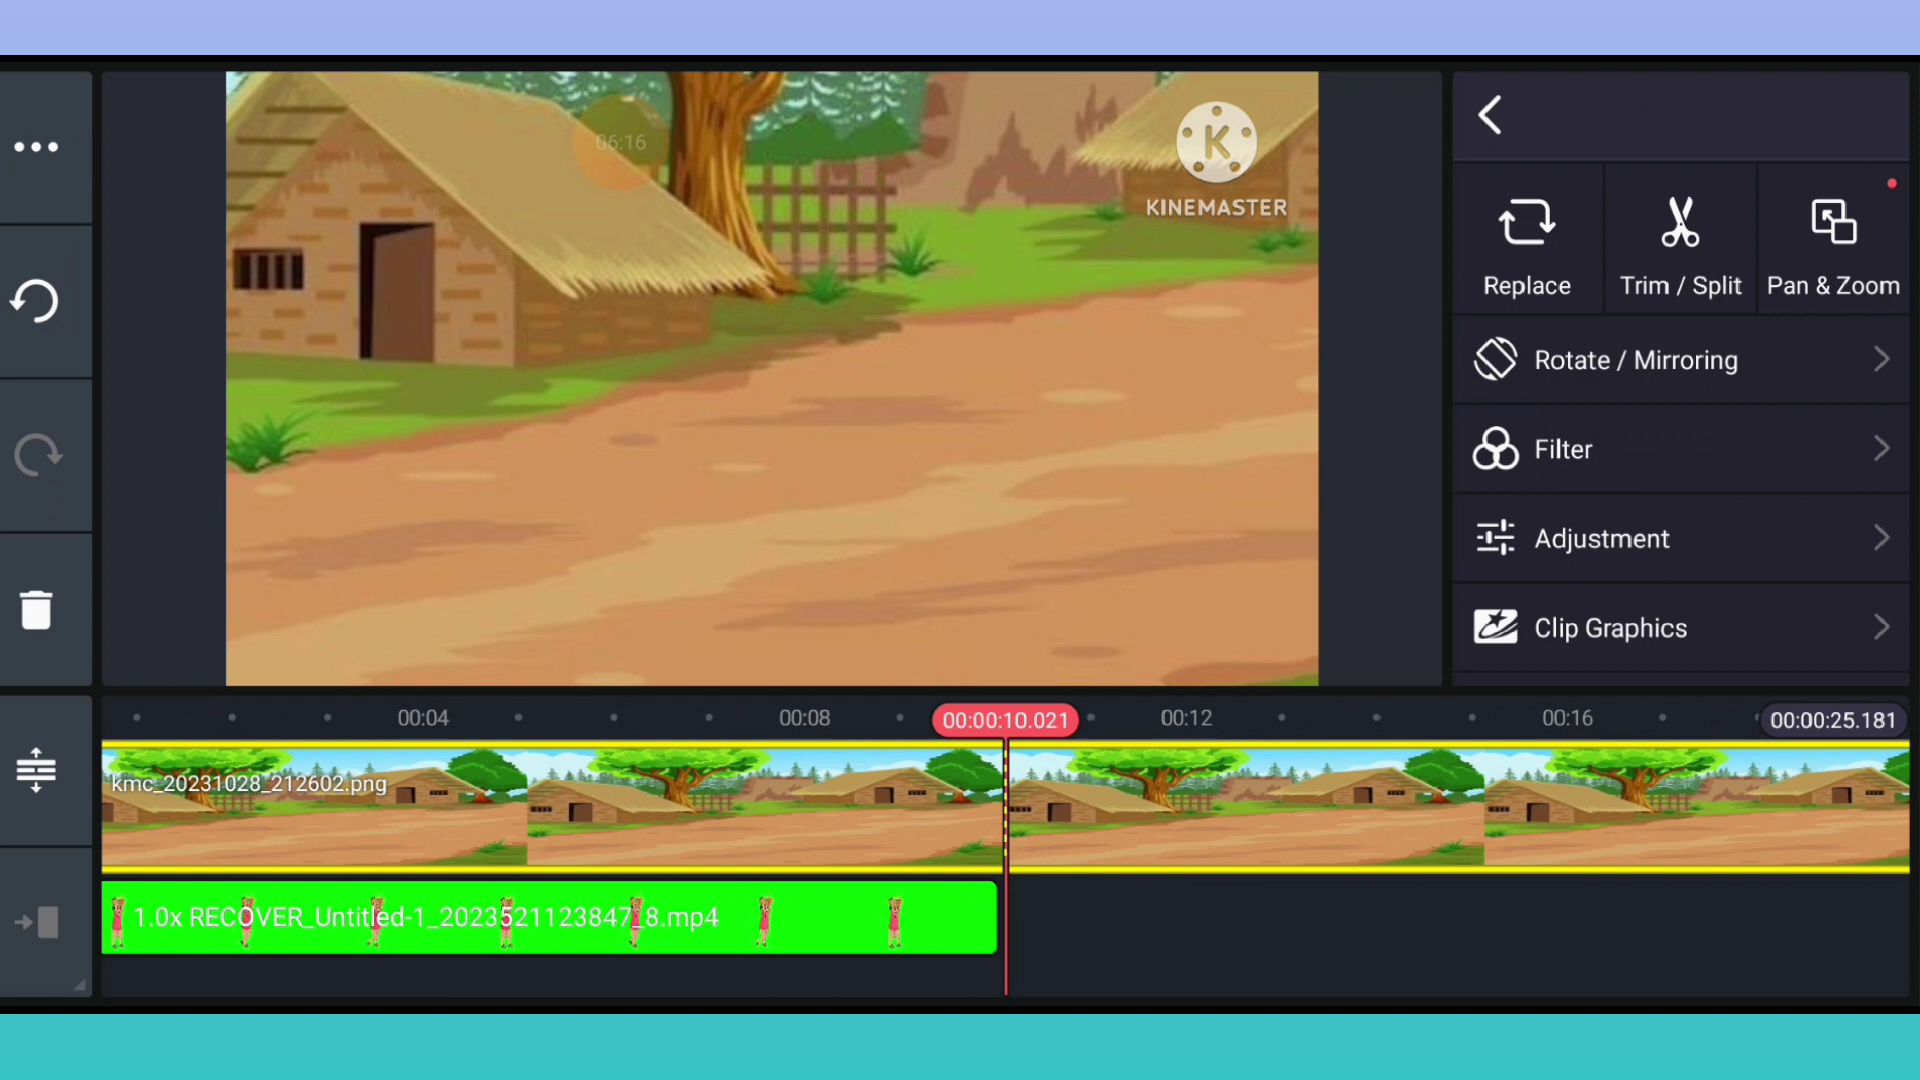 06:16
K
KINEMASTER
Replace
Trim / Split
Pan & Zoom
Rotate / Mirroring
Filter
Adjustment
Clip Graphics
00:04
00:08
00:00:10.021
00:12
00:16
00:00:25.181
kmc_20231028_212602.png
1.0x RECOVER_Untitled-1_2023521123847_8.mp4